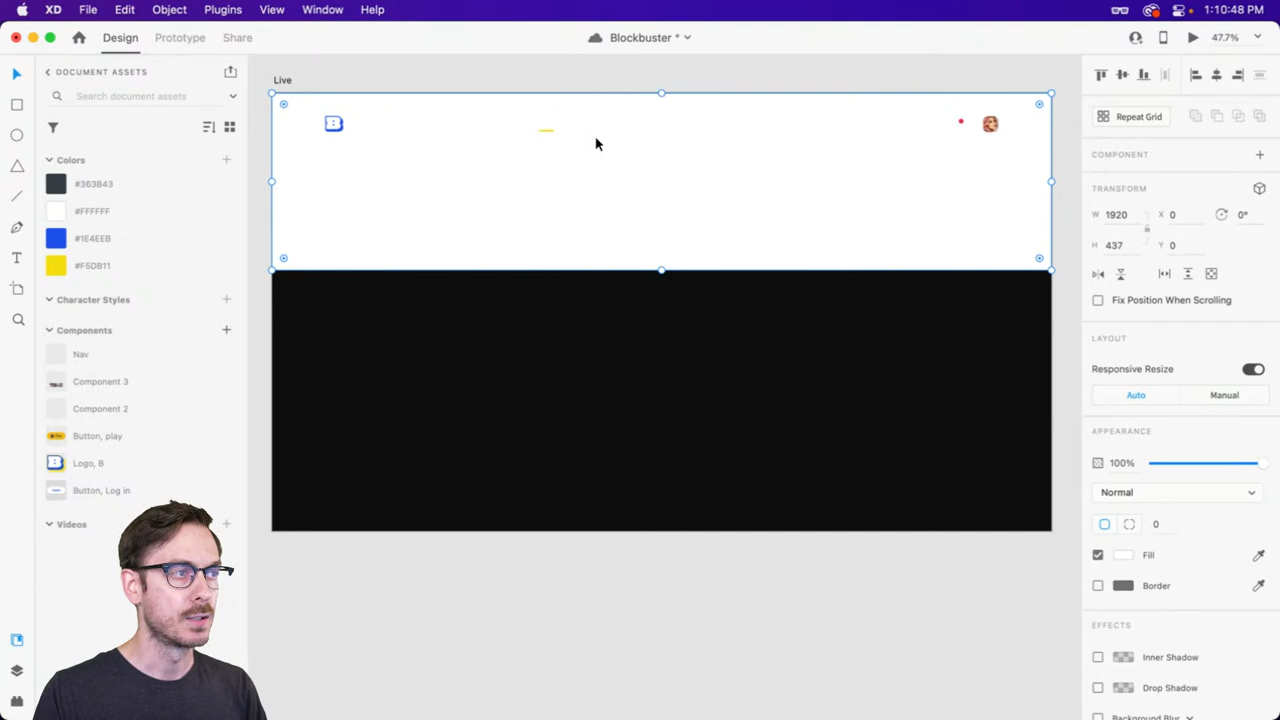 XD File Edit Object Plugins View Window Help 1:10:48 PM
Design Prototype Share Blockbuster * 47.7%
DOCUMENT ASSETS
Search document assets
Colors
#363B43
#FFFFFF
#1E4EEB
#F5DB11
Character Styles
Components
Nav
Component 3
Component 2
Button, play
Logo, B
Button, Log in
Videos
Live
Repeat Grid
COMPONENT
TRANSFORM
W 1920 X 0 0°
H 437 Y 0
Fix Position When Scrolling
LAYOUT
Responsive Resize
Auto Manual
APPEARANCE
100%
Normal
0
Fill
Border
EFFECTS
Inner Shadow
Drop Shadow
Background Blur